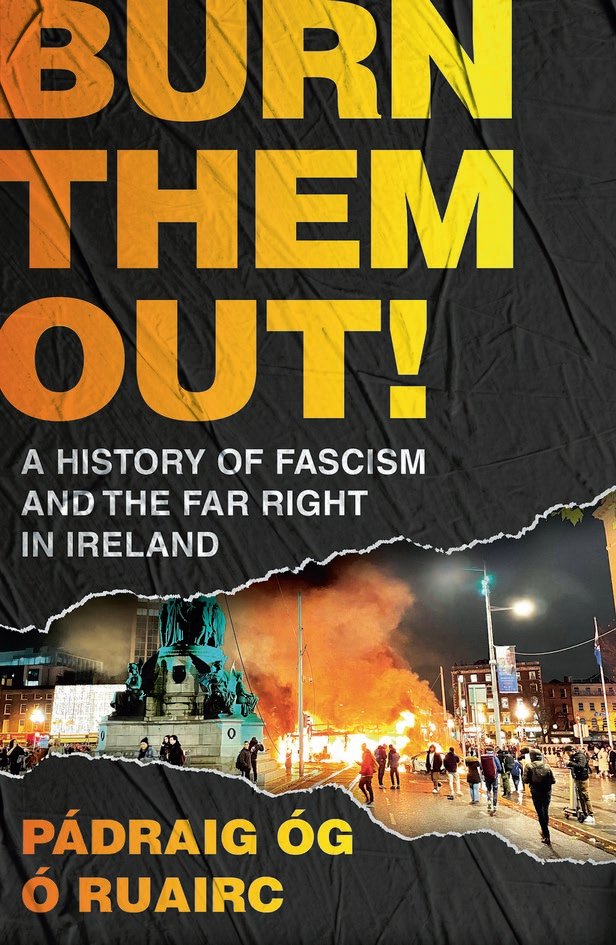 BURN
THEM
OUT!
A HISTORY OF FASCISM
AND THE FAR RIGHT
IN IRELAND
PÁDRAIG ÓG
Ó RUAIRC